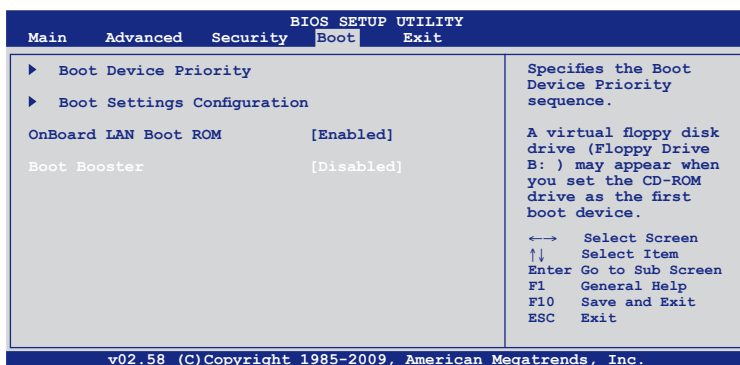 BIOS SETUP UTILITY
Main Advanced Security Boot Exit
Boot Device Priority
Boot Settings Configuration
OnBoard LAN Boot ROM [Enabled]
Boot Booster [Disabled]
Specifies the Boot
Device Priority
sequence.
A virtual floppy disk
drive (Floppy Drive
B: ) may appear when
you set the CD-ROM
drive as the first
boot device.
←→ Select Screen
↑↓ Select Item
Enter Go to Sub Screen
F1 General Help
F10 Save and Exit
ESC Exit
v02.58 (C)Copyright 1985-2009, American Megatrends, Inc.